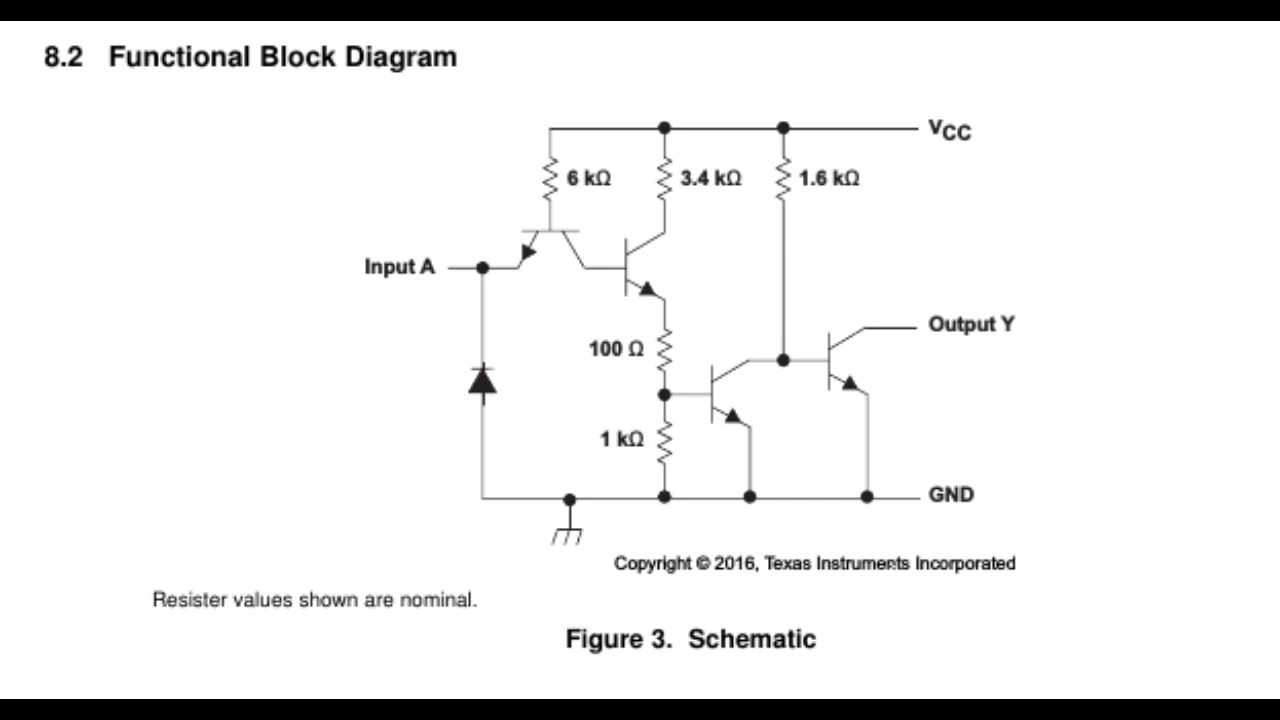 8.2 Functional Block Diagram
VCC
6 kΩ
3.4 kΩ
1.6 kΩ
Input A
Output Y
100 Ω
1 kΩ
GND
Copyright © 2016, Texas Instruments Incorporated
Resister values shown are nominal.
Figure 3. Schematic